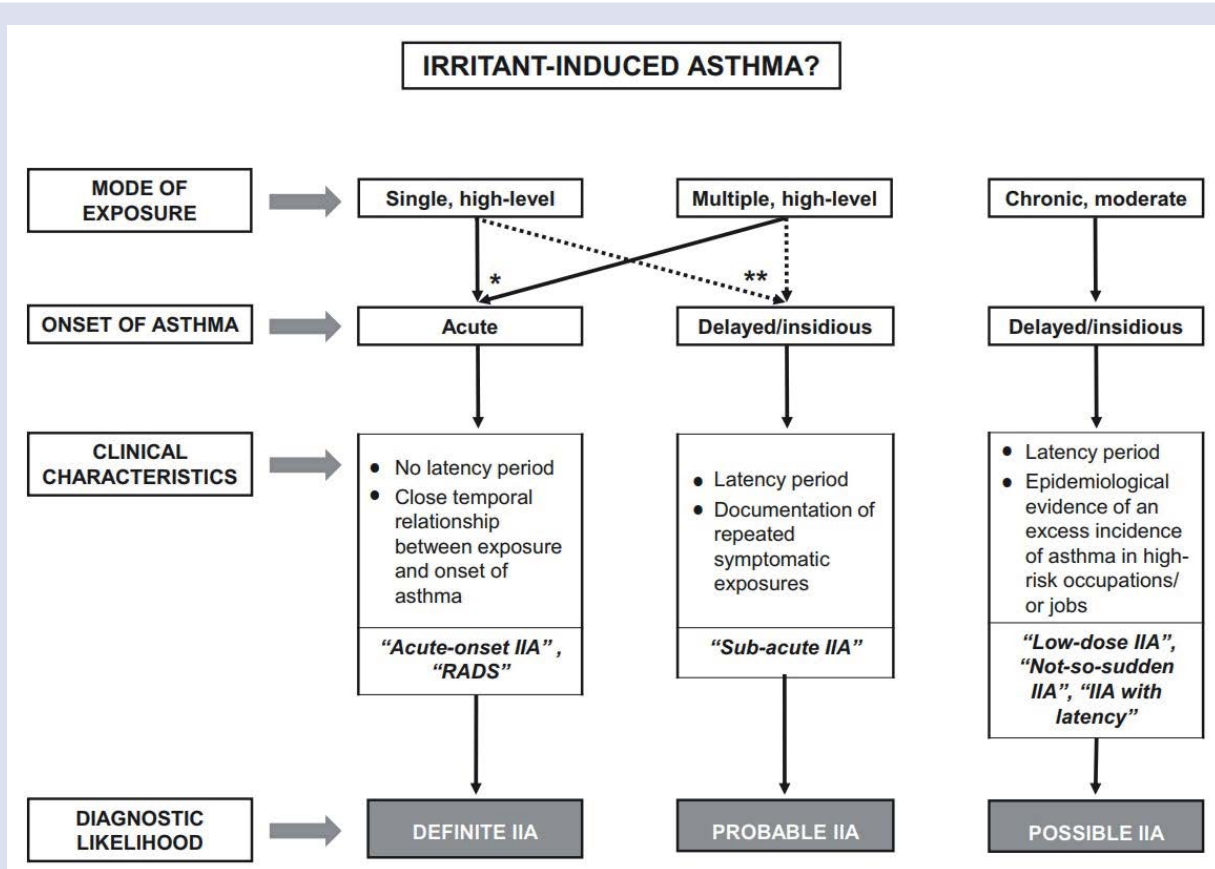 IRRITANT-INDUCED ASTHMA?
MODE OF
EXPOSURE
Single, high-level
Multiple, high-level
Chronic, moderate
*
**
ONSET OF ASTHMA
Acute
Delayed/insidious
Delayed/insidious
CLINICAL
CHARACTERISTICS
● No latency period
● Close temporal
relationship
between exposure
and onset of
asthma
"Acute-onset IIA" ,
"RADS"
● Latency period
● Documentation of
repeated
symptomatic
exposures
"Sub-acute IIA"
● Latency period
● Epidemiological
evidence of an
excess incidence
of asthma in high-
risk occupations/
or jobs
"Low-dose IIA",
"Not-so-sudden
IIA", "IIA with
latency"
DIAGNOSTIC
LIKELIHOOD
DEFINITE IIA
PROBABLE IIA
POSSIBLE IIA